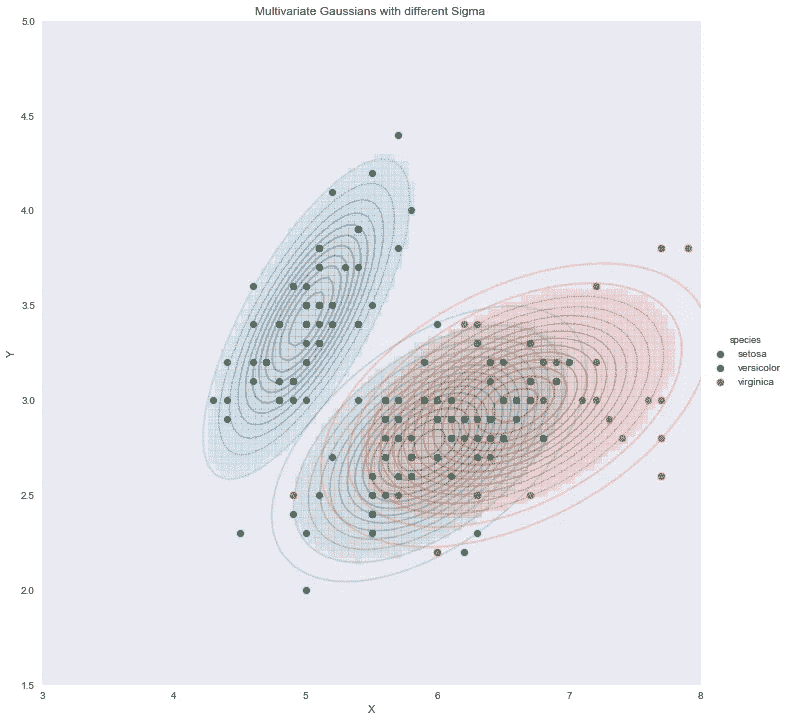 Multivariate Gaussians with different Sigma
5.0
4.5
4.0
3.5
3.0
2.5
2.0
1.5
Y
3 4 5 6 7 8
X
species
setosa
versicolor
virginica